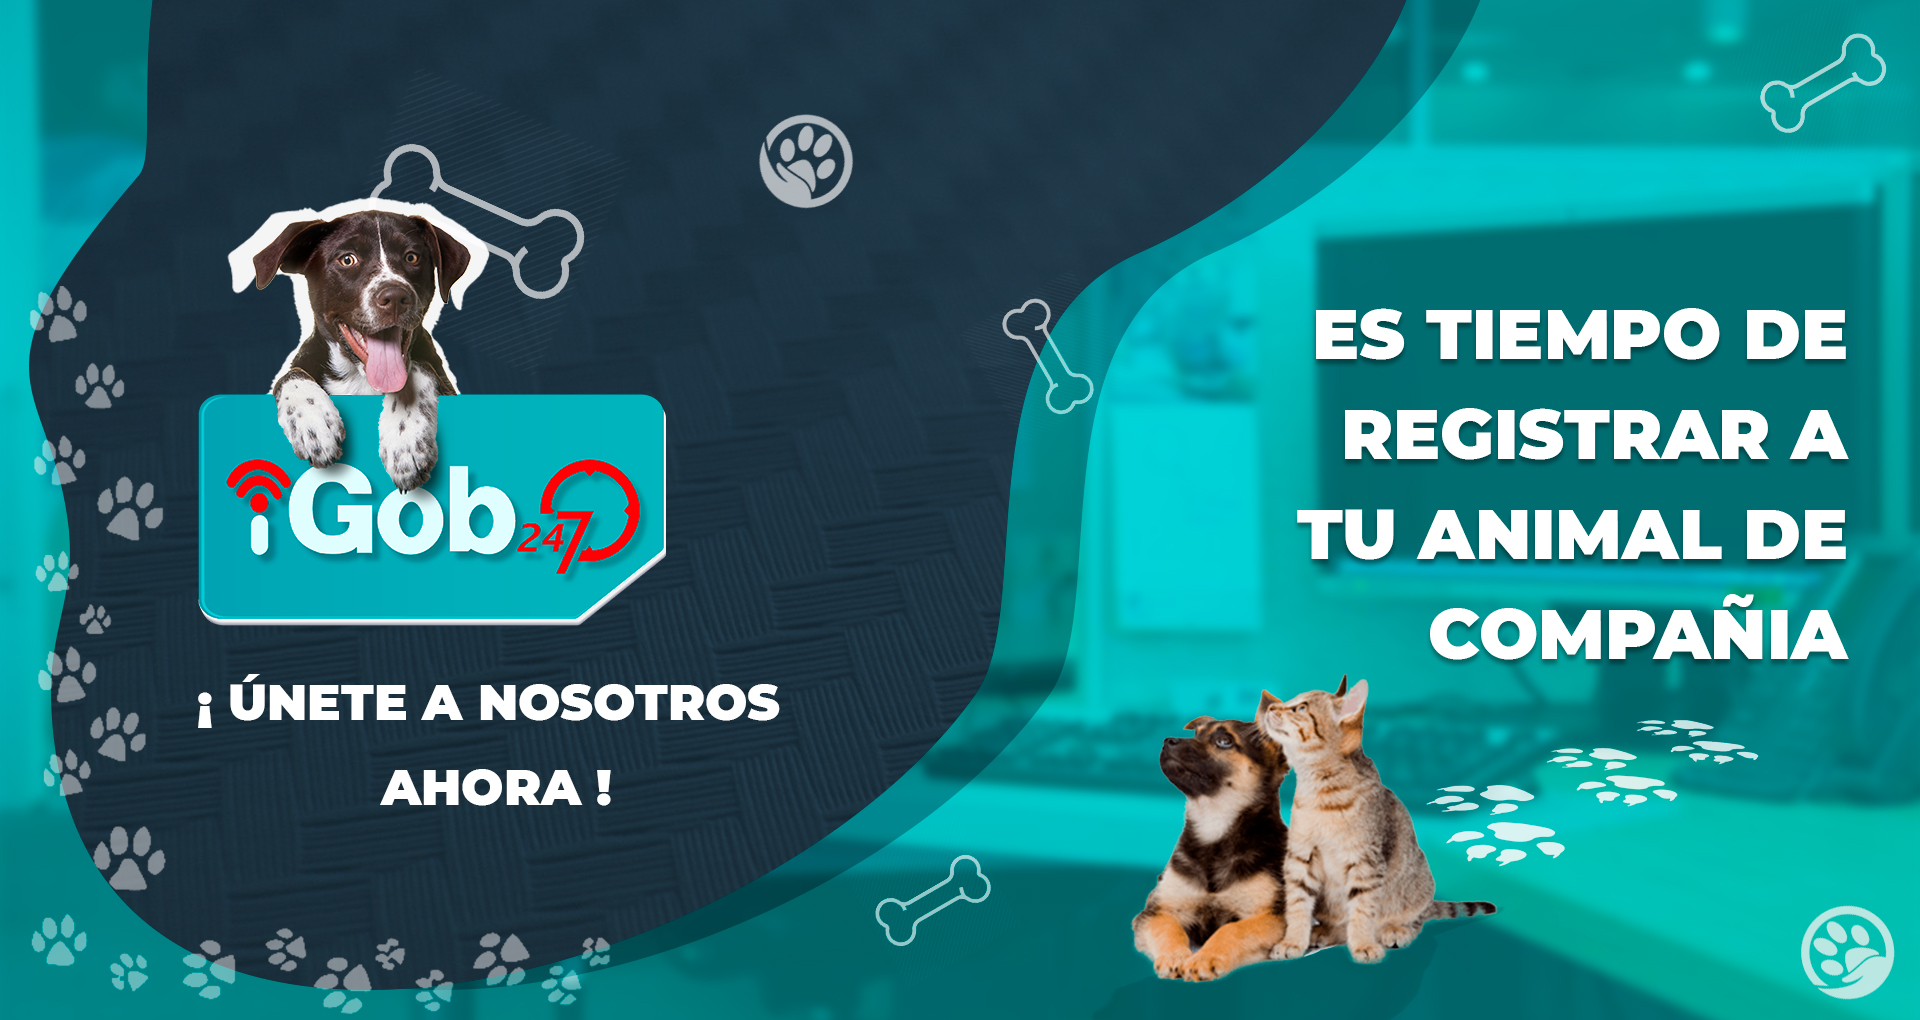 iGob 24/7
¡ ÚNETE A NOSOTROS
AHORA !
ES TIEMPO DE
REGISTRAR A
TU ANIMAL DE
COMPAÑIA